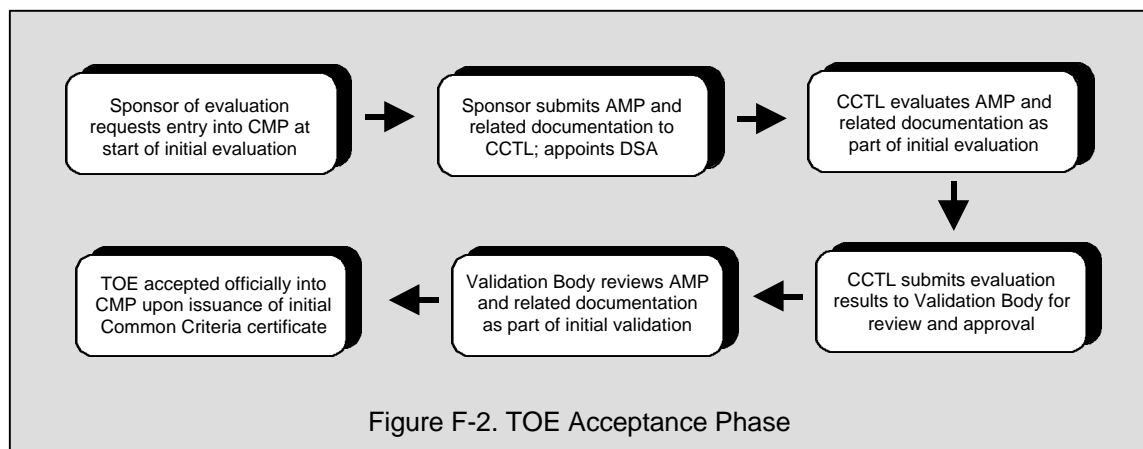 Sponsor of evaluation
requests entry into CMP at
start of initial evaluation
Sponsor submits AMP and
related documentation to
CCTL; appoints DSA
CCTL evaluates AMP and
related documentation as
part of initial evaluation
CCTL submits evaluation
results to Validation Body for
review and approval
Validation Body reviews AMP
and related documentation
as part of initial validation
TOE accepted officially into
CMP upon issuance of initial
Common Criteria certificate
Figure F-2. TOE Acceptance Phase